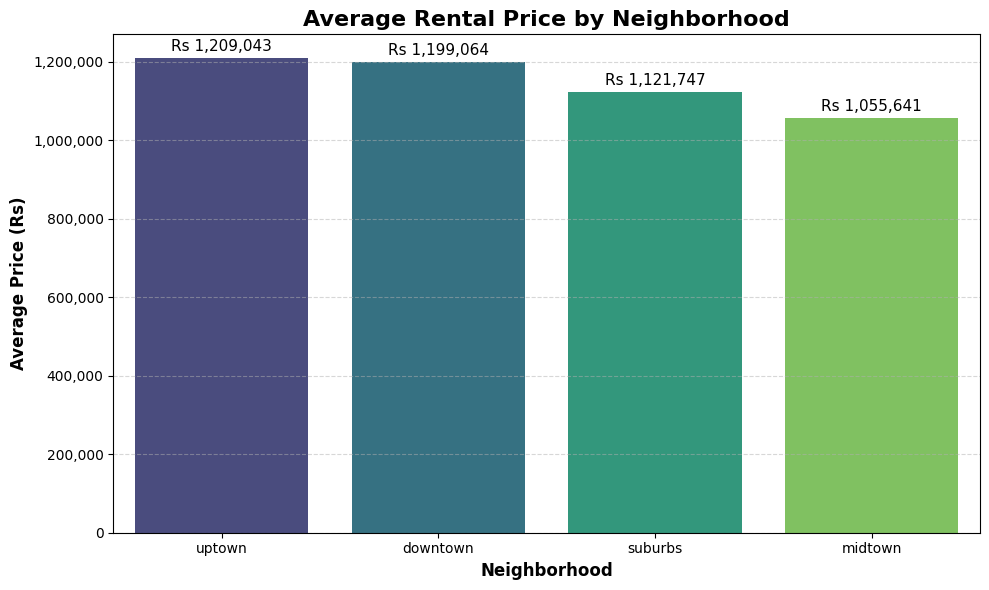 Average Rental Price by Neighborhood
Rs 1,209,043
Rs 1,199,064
Rs 1,121,747
Rs 1,055,641
Average Price (Rs)
1,200,000
1,000,000
800,000
600,000
400,000
200,000
0
uptown
downtown
suburbs
midtown
Neighborhood